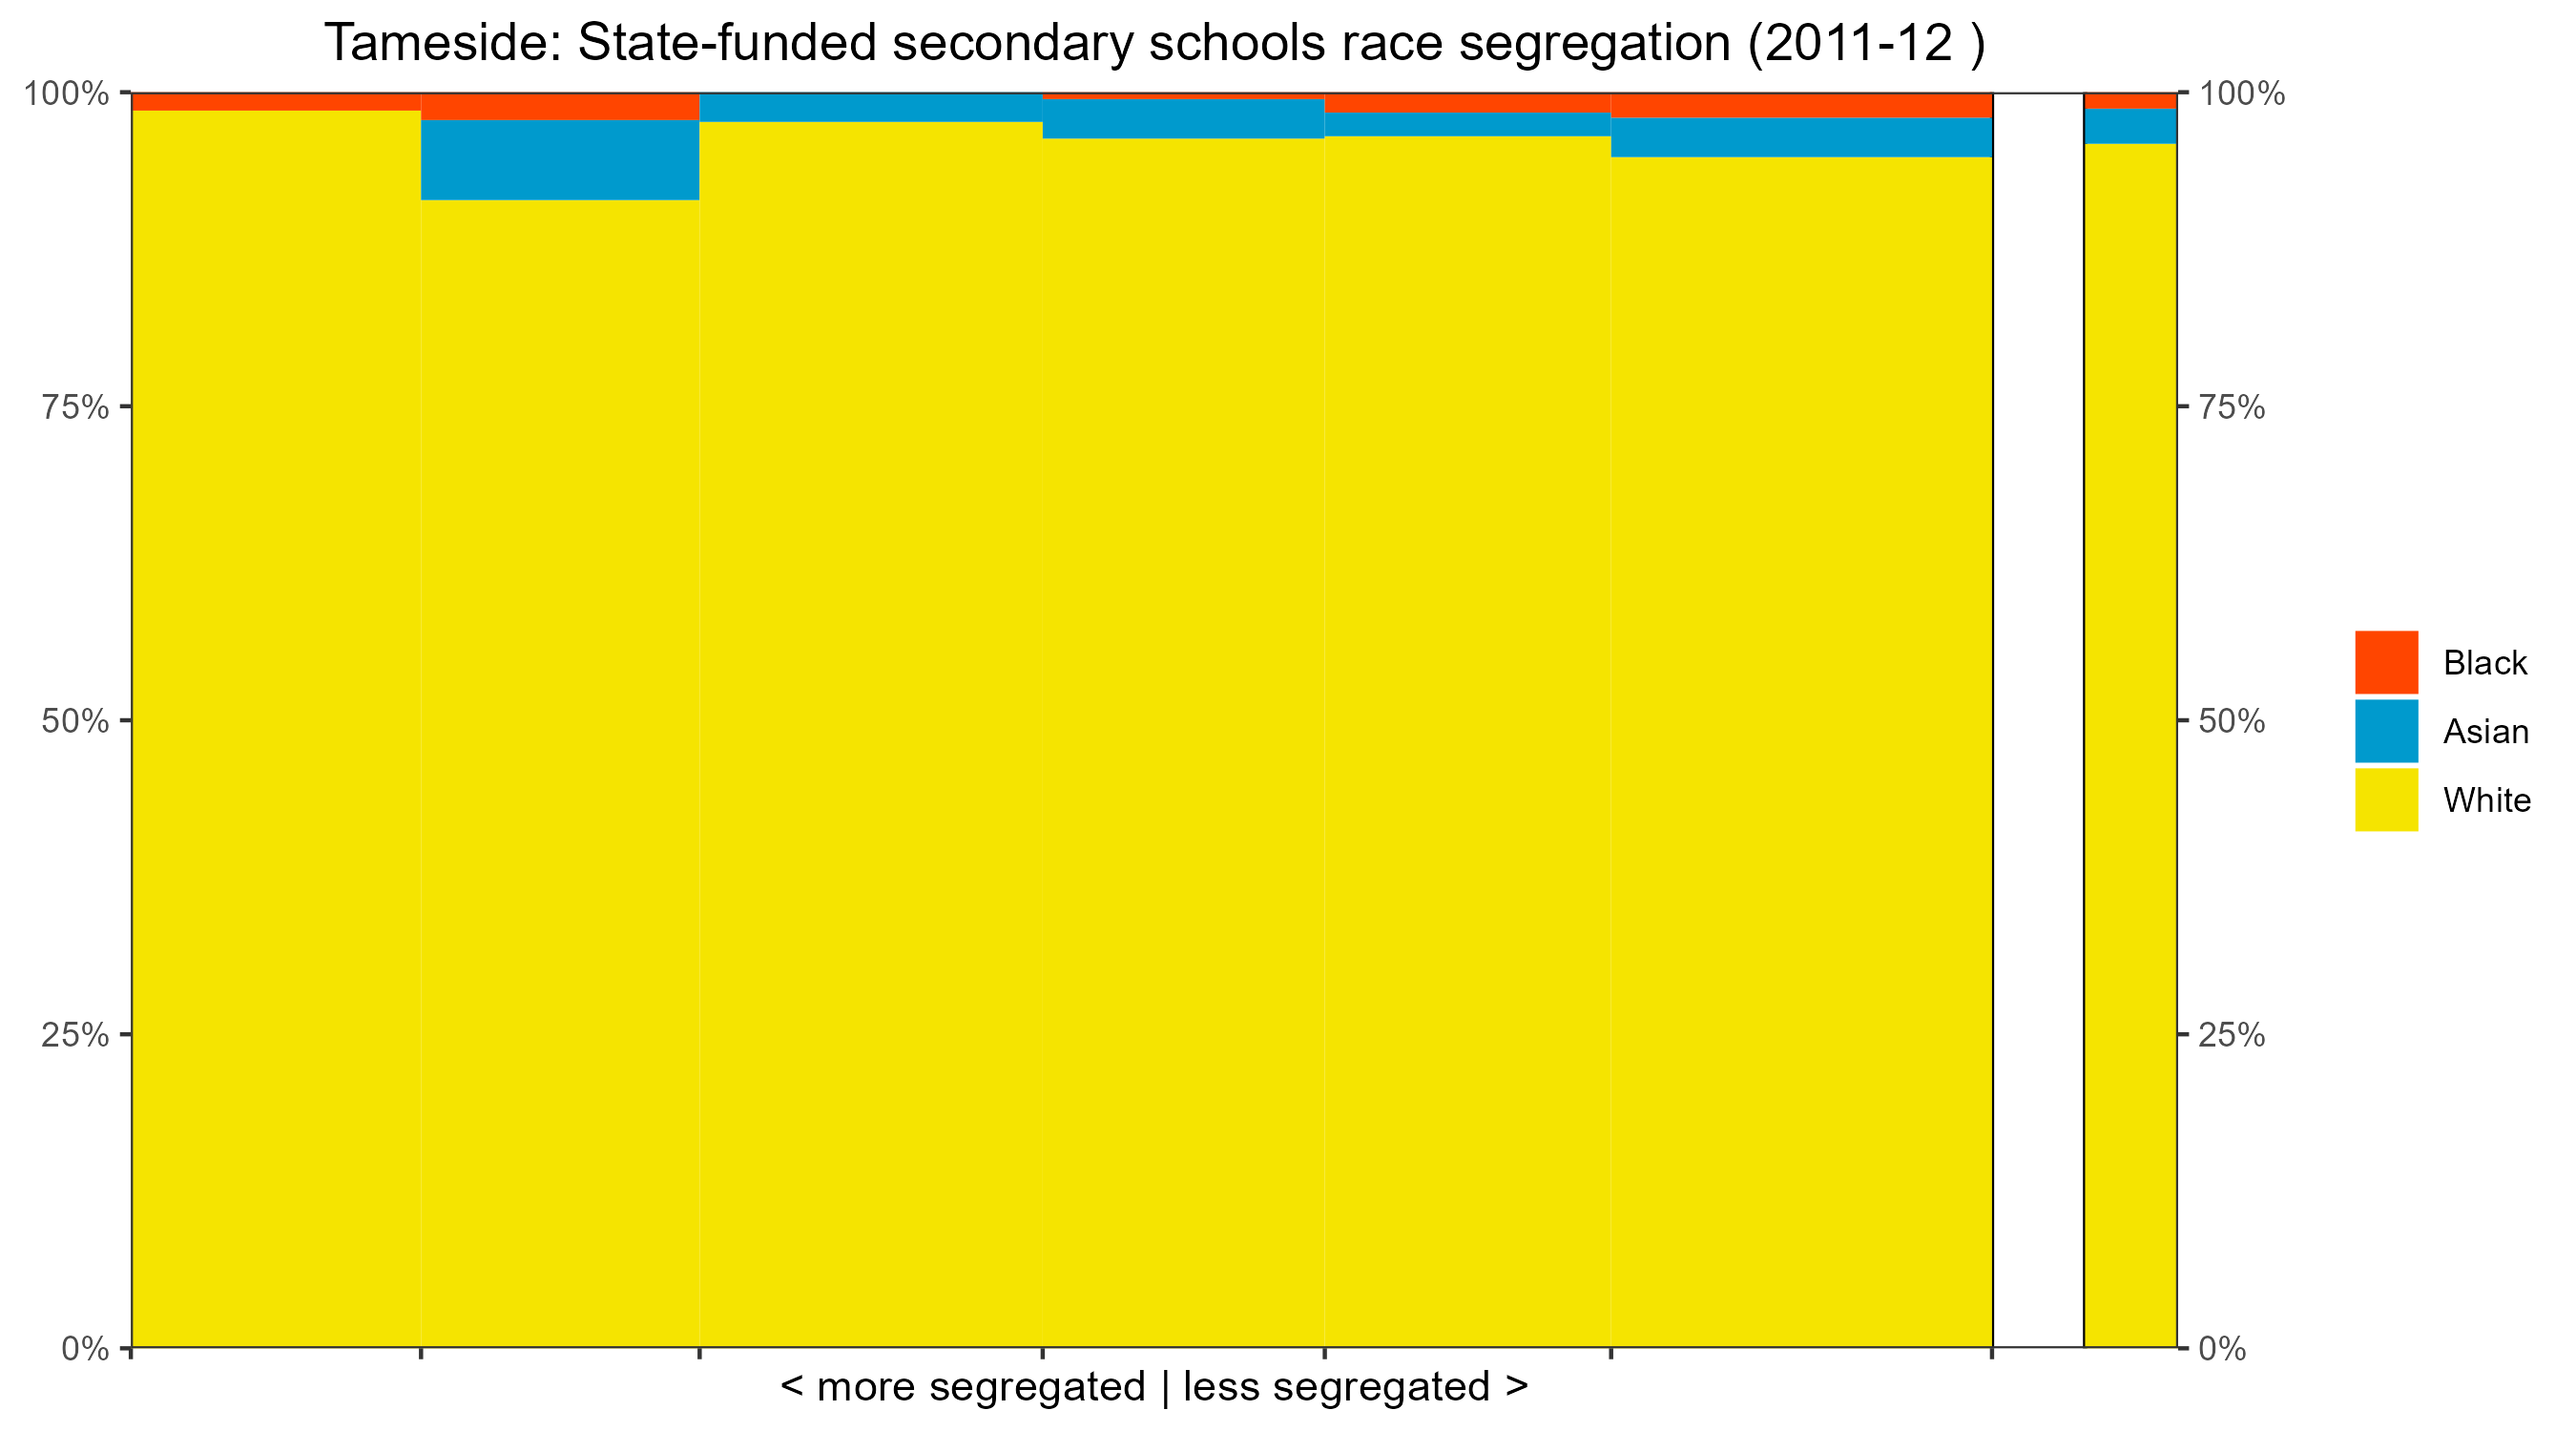 Tameside: State-funded secondary schools race segregation (2011-12 )
100%
75%
50%
25%
0%
100%
75%
50%
25%
0%
Black
Asian
White
< more segregated | less segregated >